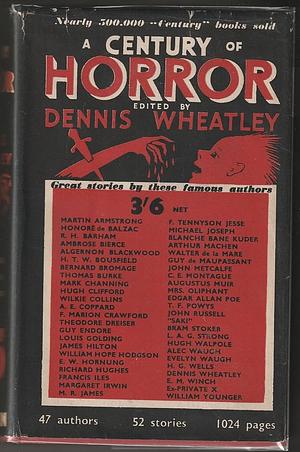 Nearly 500,000 "Century" books sold
A CENTURY OF
HORROR
EDITED BY
DENNIS WHEATLEY
Great stories by these famous authors
3'6 NET
MARTIN ARMSTRONG
HONORÉ de BALZAC
R. H. BARHAM
AMBROSE BIERCE
ALGERNON BLACKWOOD
H. T. W. BOUSFIELD
BERNARD BROMAGE
THOMAS BURKE
MARK CHANNING
HUGH CLIFFORD
WILKIE COLLINS
A. E. COPPARD
F. MARION CRAWFORD
THEODORE DREISER
GUY ENDORE
LOUIS GOLDING
JAMES HILTON
WILLIAM HOPE HODGSON
E. W. HORNUNG
RICHARD HUGHES
FRANCIS ILES
MARGARET IRWIN
M. R. JAMES
F. TENNYSON JESSE
MICHAEL JOSEPH
BLANCHE BANE KUDER
ARTHUR MACHEN
WALTER de la MARE
GUY de MAUPASSANT
JOHN METCALFE
C. E. MONTAGUE
AUGUSTUS MUIR
MRS. OLIPHANT
EDGAR ALLAN POE
T. F. POWYS
JOHN RUSSELL
"SAKI"
BRAM STOKER
L. A. G. STRONG
HUGH WALPOLE
ALEC WAUGH
EVELYN WAUGH
H. G. WELLS
DENNIS WHEATLEY
E. M. WINCH
Ex-PRIVATE X
WILLIAM YOUNGER
47 authors 52 stories 1024 pages